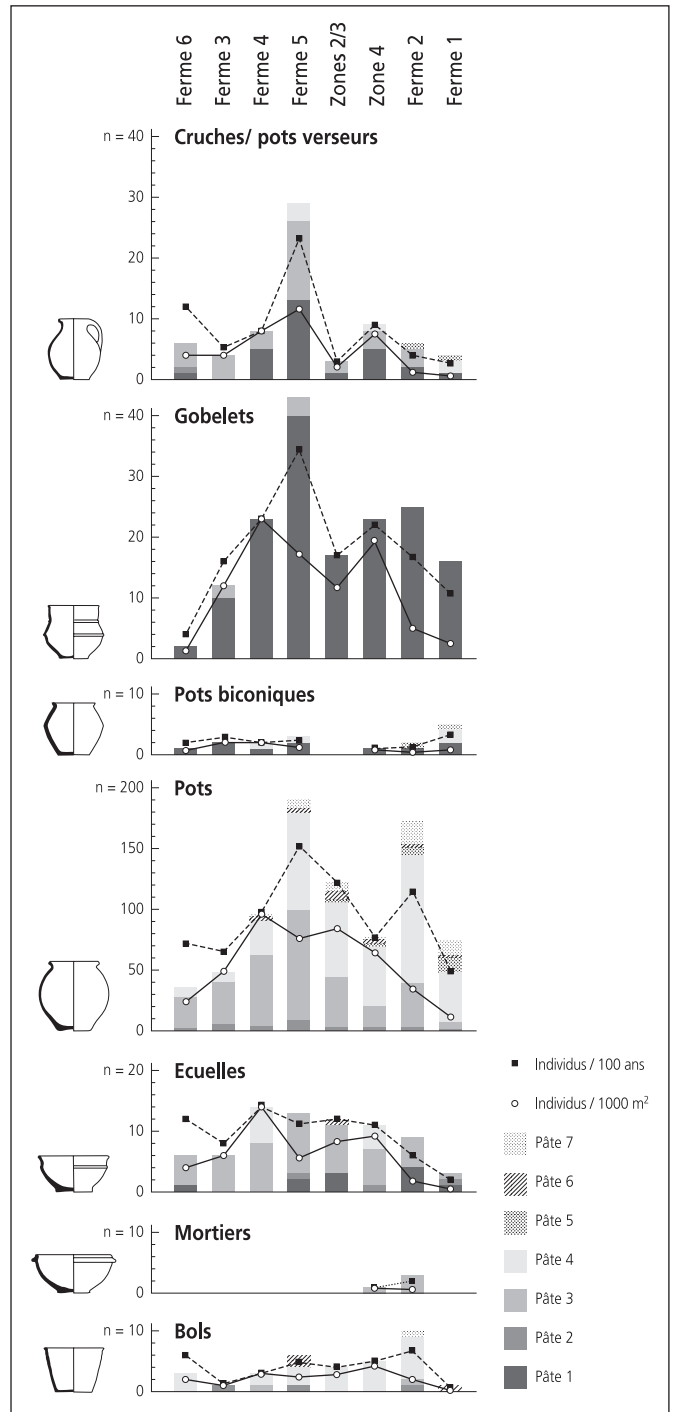 Ferme 6
Ferme 3
Ferme 4
Ferme 5
Zones 2/3
Zone 4
Ferme 2
Ferme 1
n = 40
Cruches/ pots verseurs
30
20
10
0
n = 40
Gobelets
30
20
10
0
n = 10
Pots biconiques
0
n = 200
Pots
150
100
50
0
n = 20
Ecuelles
10
0
n = 10
Mortiers
0
n = 10
Bols
0
Individus / 100 ans
Individus / 1000 m²
Pâte 7
Pâte 6
Pâte 5
Pâte 4
Pâte 3
Pâte 2
Pâte 1